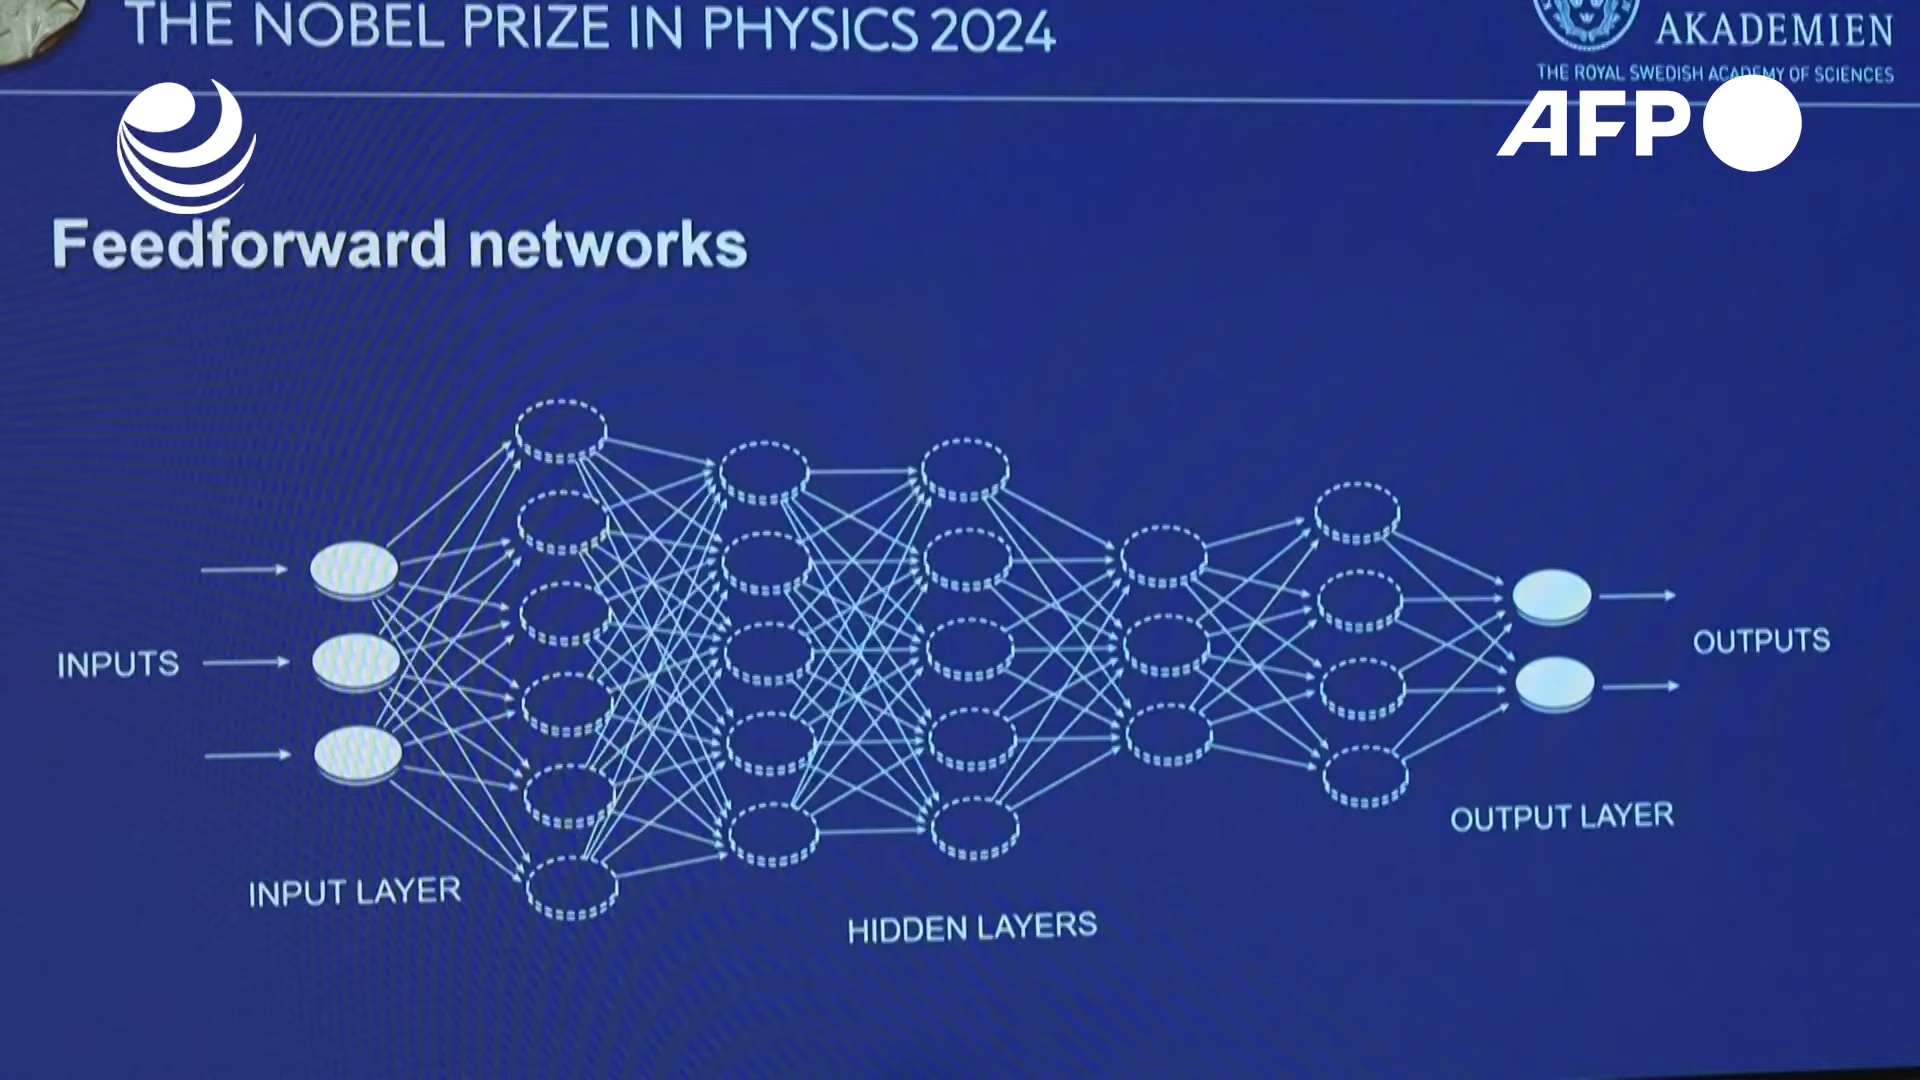 THE NOBEL PRIZE IN PHYSICS 2024
AKADEMIEN
THE ROYAL SWEDISH ACADEMY OF SCIENCES
AFP
Feedforward networks
INPUTS
OUTPUTS
OUTPUT LAYER
INPUT LAYER
HIDDEN LAYERS